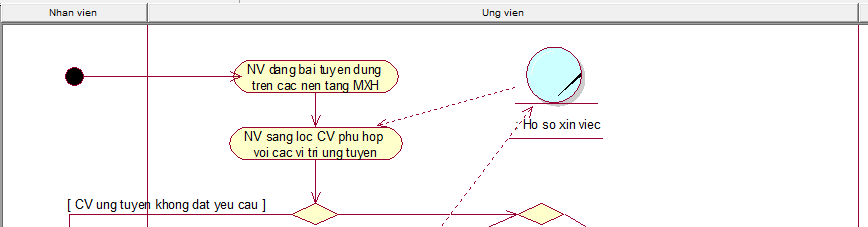 Nhan vien
Ung vien
NV dang bai tuyen dung
tren cac nen tang MXH
NV sang loc CV phu hop
voi cac vi tri ung tuyen
: Ho so xin viec
[ CV ung tuyen khong dat yeu cau ]